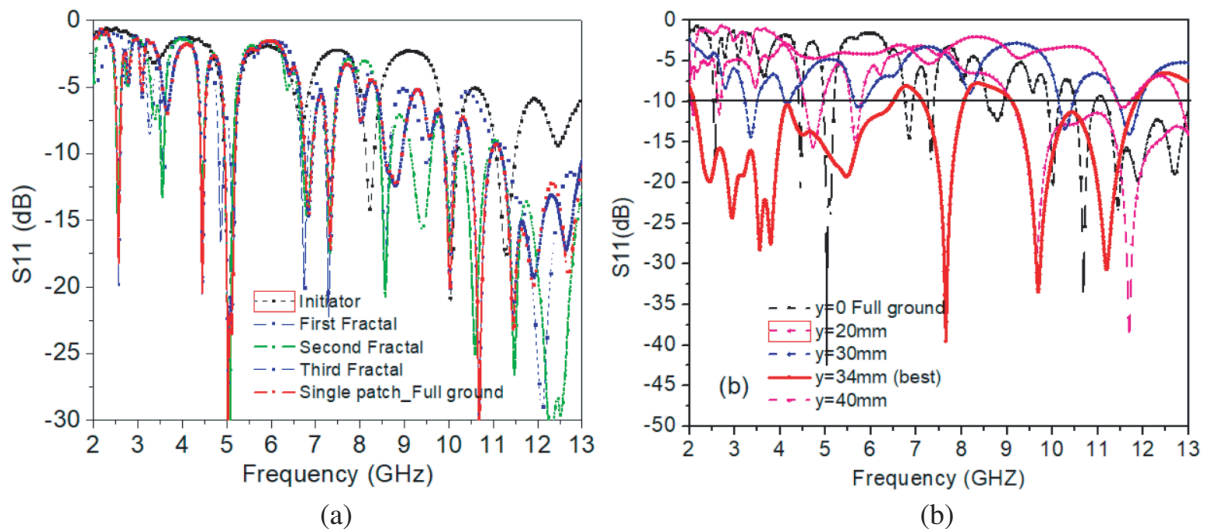 0
-5
-10
-15
-20
-25
-30
S11 (dB)
Initiator
First Fractal
Second Fractal
Third Fractal
Single patch_Full ground
2 3 4 5 6 7 8 9 10 11 12 13
Frequency (GHz)
(a)
0
-5
-10
-15
-20
-25
-30
-35
-40
-45
-50
S11(dB)
y=0 Full ground
y=20mm
y=30mm
y=34mm (best)
y=40mm
(b)
2 3 4 5 6 7 8 9 10 11 12 13
Frequency (GHZ)
(b)